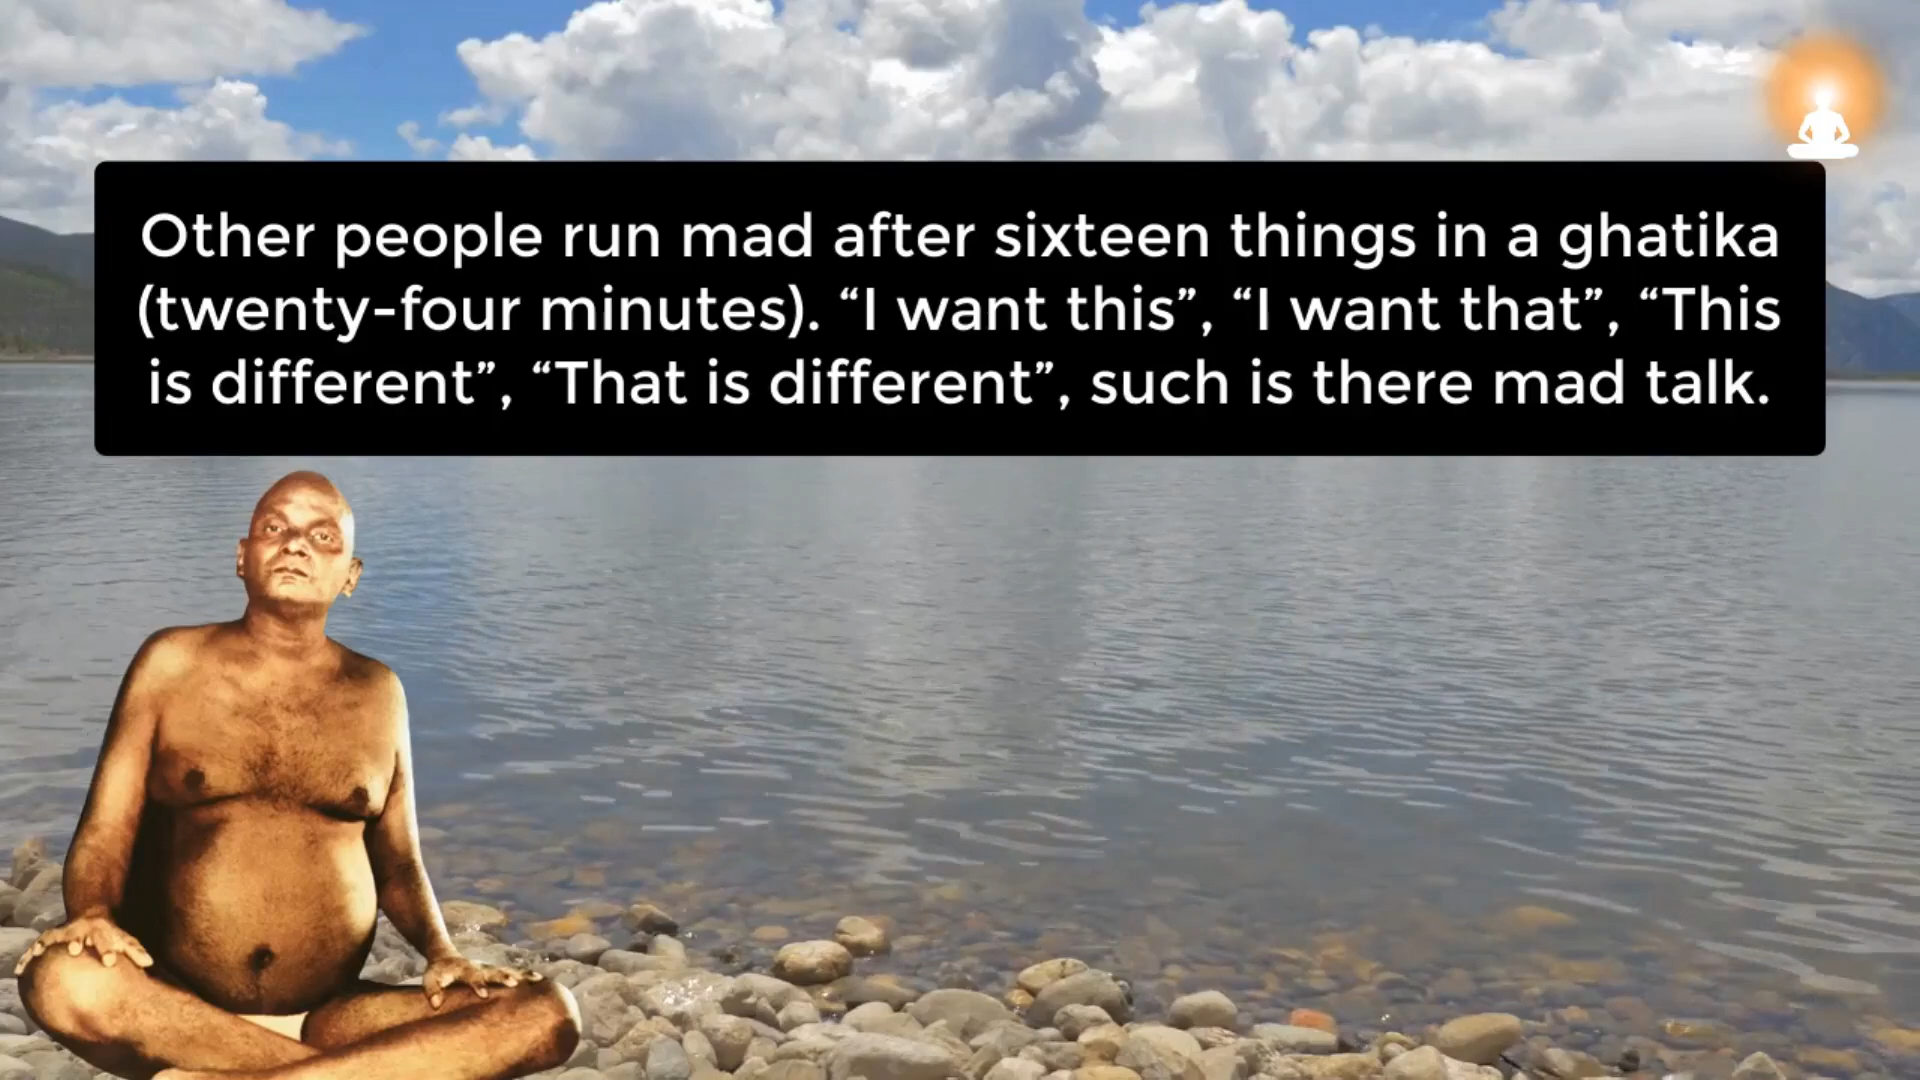 Other people run mad after sixteen things in a ghatika
(twenty-four minutes). “I want this”, “I want that”, “This
is different”, “That is different”, such is there mad talk.